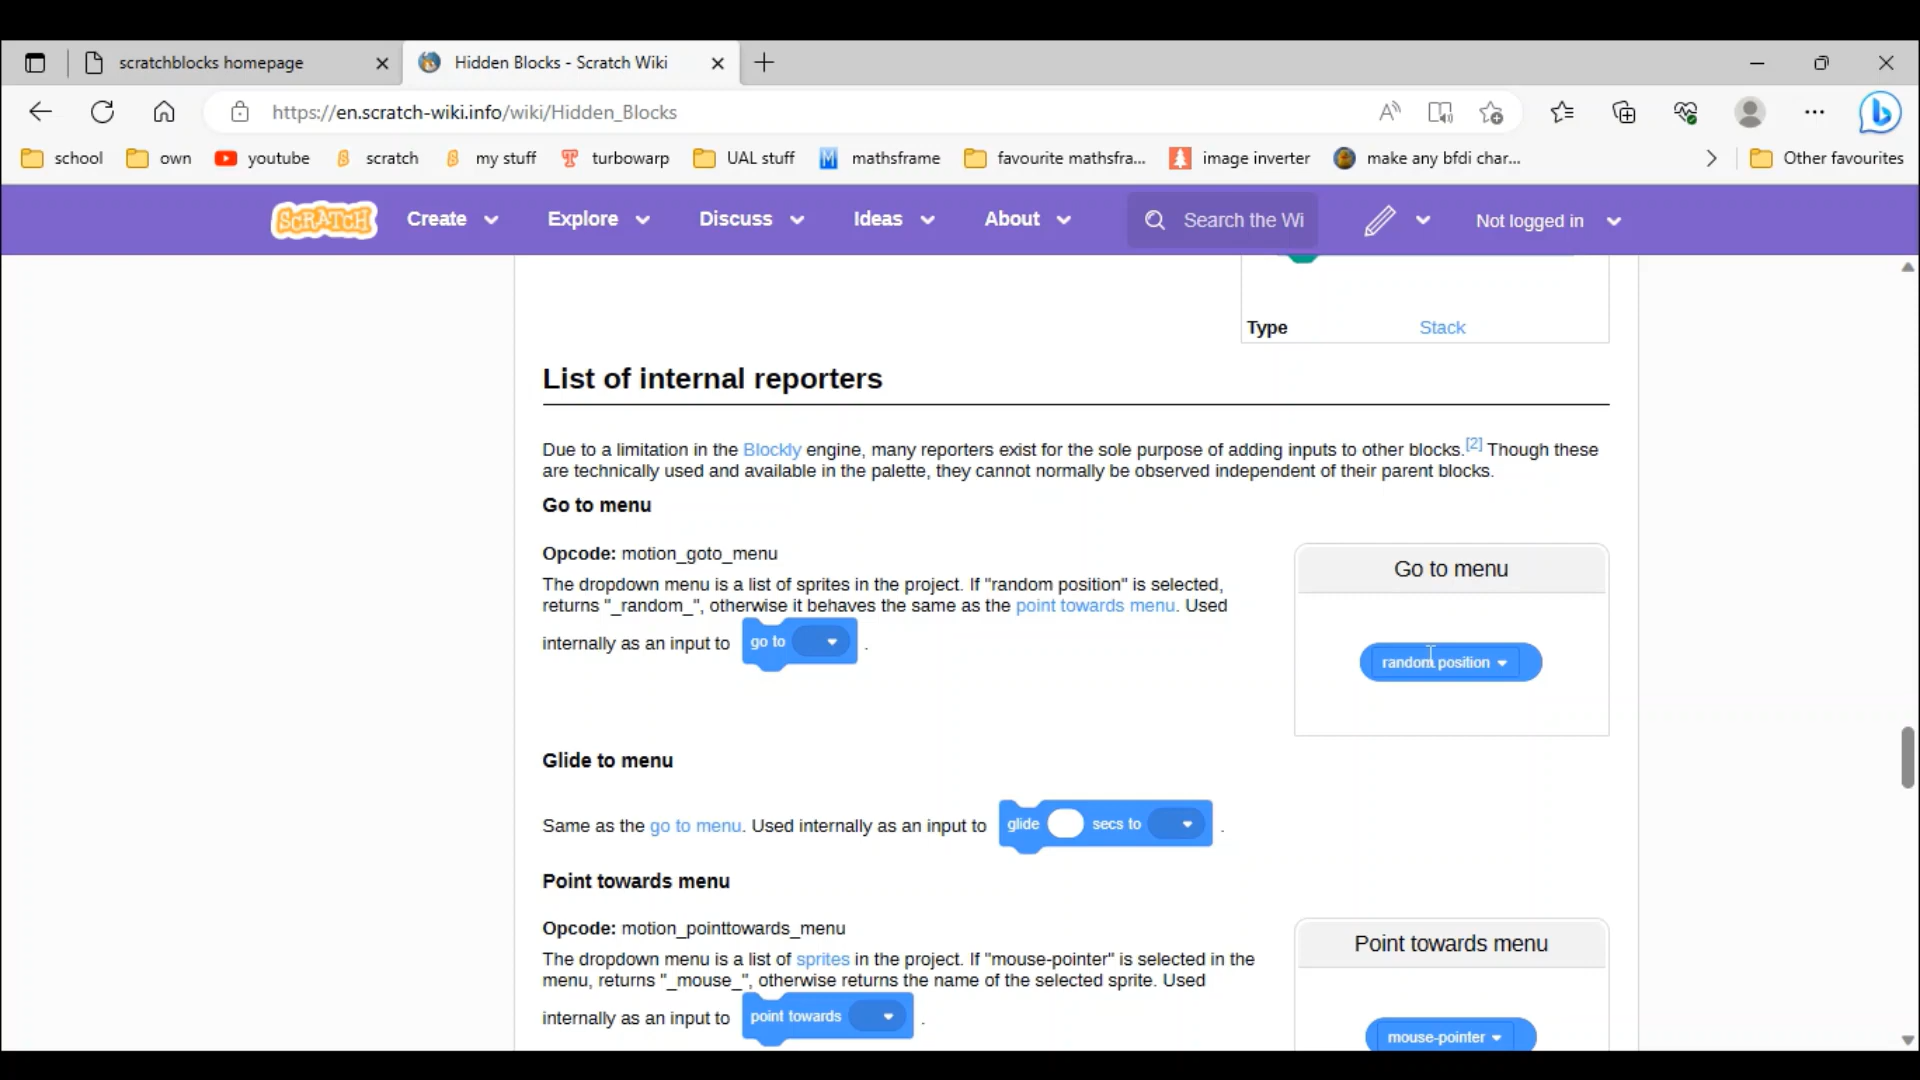 scratchblocks homepage
Hidden Blocks - Scratch Wiki
https://en.scratch-wiki.info/wiki/Hidden_Blocks
school
own
youtube
scratch
my stuff
turbowarp
UAL stuff
mathsframe
favourite mathsfra...
image inverter
make any bfdi char...
Other favourites
SCRATCH
Create
Explore
Discuss
Ideas
About
Search the Wi
Not logged in
Type Stack
List of internal reporters
Due to a limitation in the Blockly engine, many reporters exist for the sole purpose of adding inputs to other blocks.[2] Though these
are technically used and available in the palette, they cannot normally be observed independent of their parent blocks.
Go to menu
Opcode: motion_goto_menu
The dropdown menu is a list of sprites in the project. If "random position" is selected,
returns "_random_", otherwise it behaves the same as the point towards menu. Used
internally as an input to go to .
Go to menu
random position
Glide to menu
Same as the go to menu. Used internally as an input to glide secs to .
Point towards menu
Opcode: motion_pointtowards_menu
The dropdown menu is a list of sprites in the project. If "mouse-pointer" is selected in the
menu, returns "_mouse_", otherwise returns the name of the selected sprite. Used
internally as an input to point towards .
Point towards menu
mouse-pointer